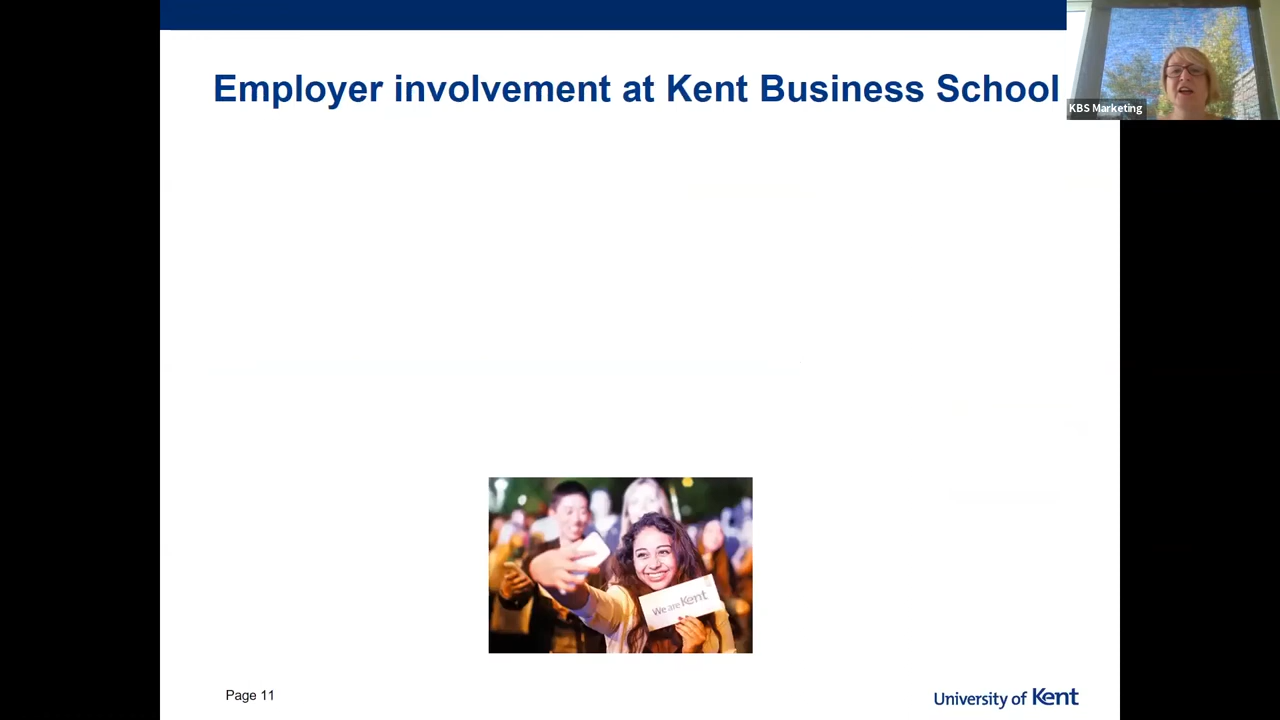 Employer involvement at Kent Business School
KBS Marketing
We are Kent
Page 11
University of Kent